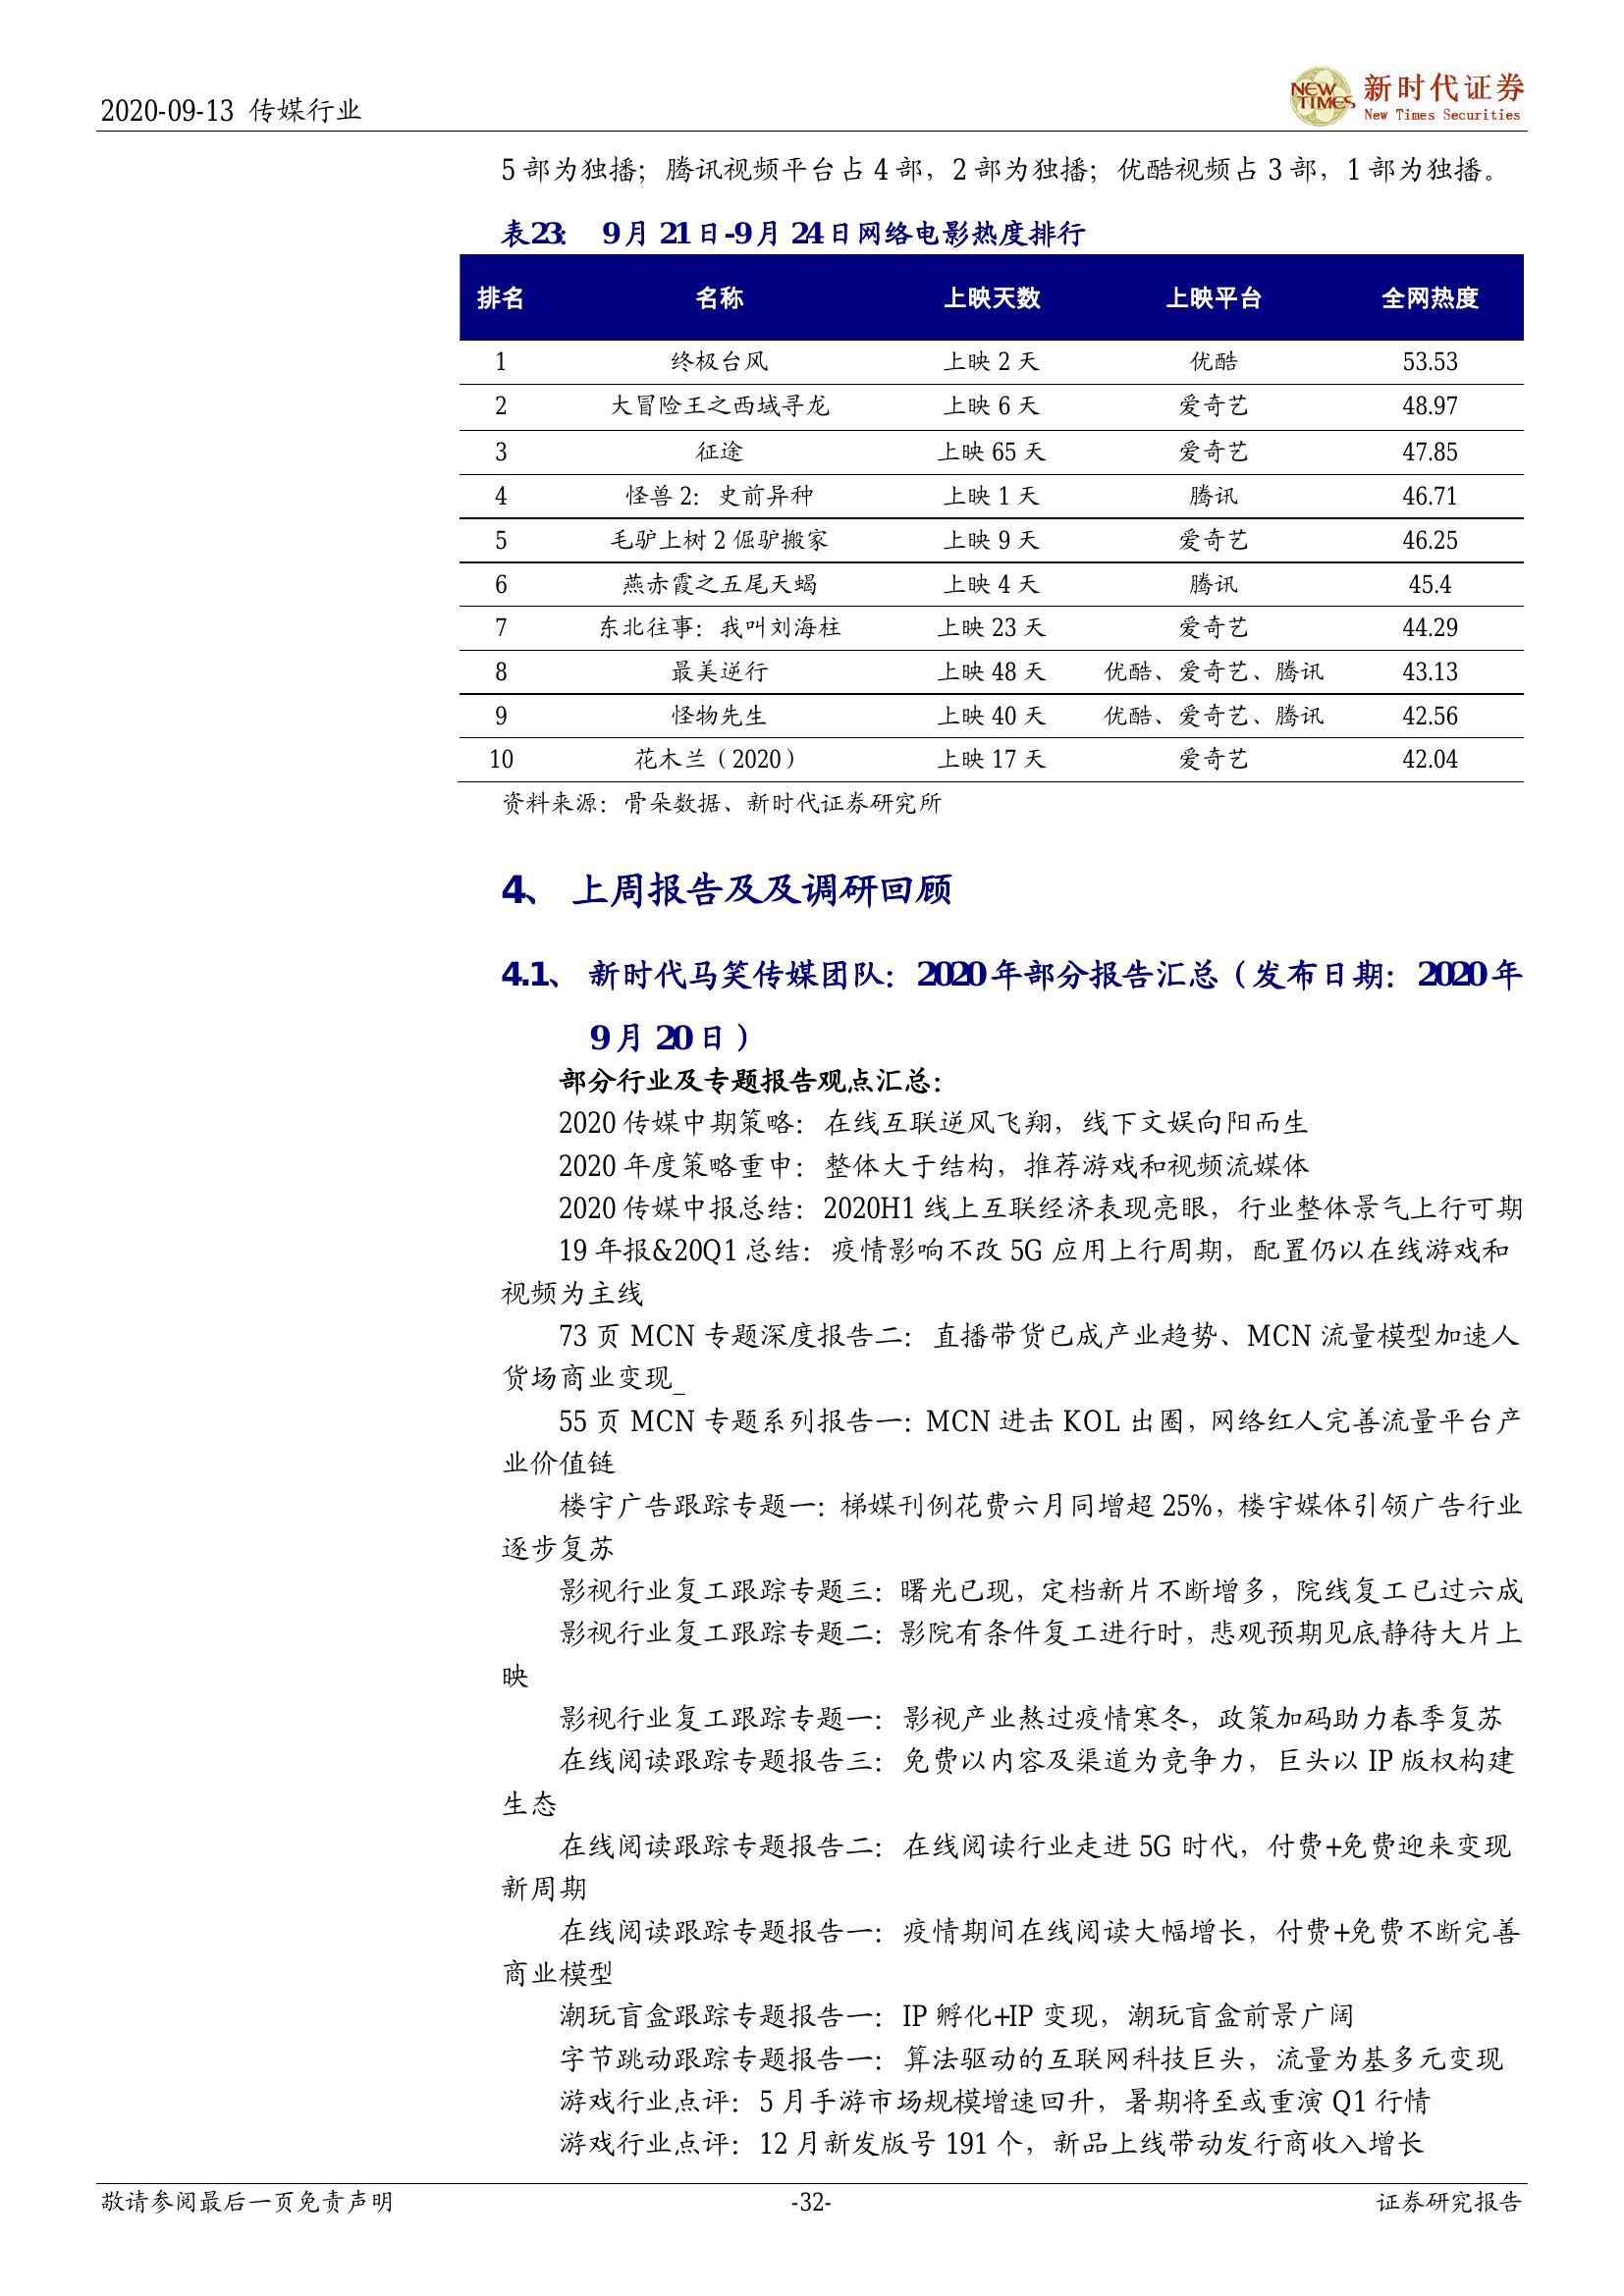 2020-09-13 传媒行业
NEW TIMES
新时代证券
New Times Securities
5 部为独播；腾讯视频平台占 4 部，2 部为独播；优酷视频占 3 部，1 部为独播。
表23： 9 月 21 日-9 月 24 日网络电影热度排行
排名 名称 上映天数 上映平台 全网热度
1 终极台风 上映 2 天 优酷 53.53
2 大冒险王之西域寻龙 上映 6 天 爱奇艺 48.97
3 征途 上映 65 天 爱奇艺 47.85
4 怪兽 2：史前异种 上映 1 天 腾讯 46.71
5 毛驴上树 2 倔驴搬家 上映 9 天 爱奇艺 46.25
6 燕赤霞之五尾天蝎 上映 4 天 腾讯 45.4
7 东北往事：我叫刘海柱 上映 23 天 爱奇艺 44.29
8 最美逆行 上映 48 天 优酷、爱奇艺、腾讯 43.13
9 怪物先生 上映 40 天 优酷、爱奇艺、腾讯 42.56
10 花木兰（2020） 上映 17 天 爱奇艺 42.04
资料来源：骨朵数据、新时代证券研究所
4、 上周报告及及调研回顾
4.1、 新时代马笑传媒团队：2020 年部分报告汇总（发布日期：2020 年
9 月 20 日）
部分行业及专题报告观点汇总：
2020 传媒中期策略：在线互联逆风飞翔，线下文娱向阳而生
2020 年度策略重申：整体大于结构，推荐游戏和视频流媒体
2020 传媒中报总结：2020H1 线上互联经济表现亮眼，行业整体景气上行可期
19 年报&20Q1 总结：疫情影响不改 5G 应用上行周期，配置仍以在线游戏和
视频为主线
73 页 MCN 专题深度报告二：直播带货已成产业趋势、MCN 流量模型加速人
货场商业变现_
55 页 MCN 专题系列报告一：MCN 进击 KOL 出圈，网络红人完善流量平台产
业价值链
楼宇广告跟踪专题一：梯媒刊例花费六月同增超 25%，楼宇媒体引领广告行业
逐步复苏
影视行业复工跟踪专题三：曙光已现，定档新片不断增多，院线复工已过六成
影视行业复工跟踪专题二：影院有条件复工进行时，悲观预期见底静待大片上
映
影视行业复工跟踪专题一：影视产业熬过疫情寒冬，政策加码助力春季复苏
在线阅读跟踪专题报告三：免费以内容及渠道为竞争力，巨头以 IP 版权构建
生态
在线阅读跟踪专题报告二：在线阅读行业走进 5G 时代，付费+免费迎来变现
新周期
在线阅读跟踪专题报告一：疫情期间在线阅读大幅增长，付费+免费不断完善
商业模型
潮玩盲盒跟踪专题报告一：IP 孵化+IP 变现，潮玩盲盒前景广阔
字节跳动跟踪专题报告一：算法驱动的互联网科技巨头，流量为基多元变现
游戏行业点评：5 月手游市场规模增速回升，暑期将至或重演 Q1 行情
游戏行业点评：12 月新发版号 191 个，新品上线带动发行商收入增长
敬请参阅最后一页免责声明 -32- 证券研究报告